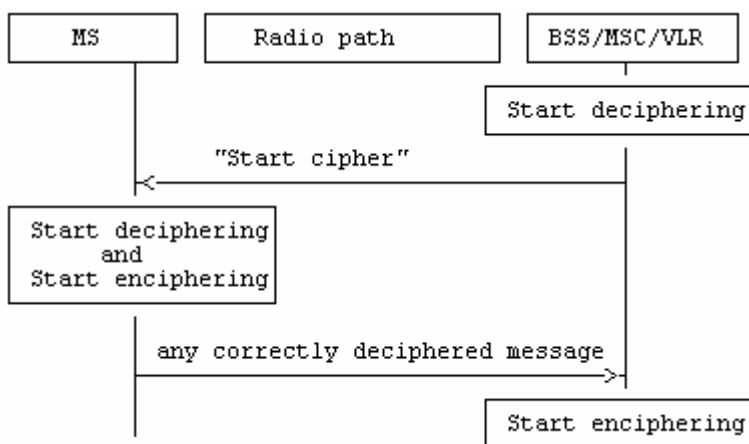 MS
Radio path
BSS/MSC/VLR
Start deciphering
"Start cipher"
Start deciphering
and
Start enciphering
any correctly deciphered message
Start enciphering